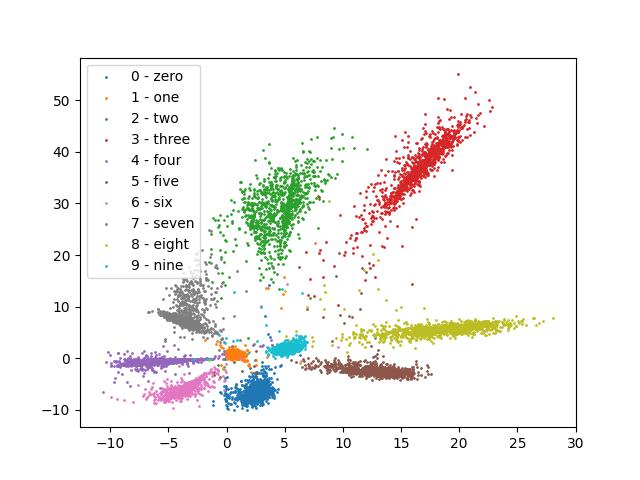 0 - zero
1 - one
2 - two
3 - three
4 - four
5 - five
6 - six
7 - seven
8 - eight
9 - nine
50
40
30
20
10
0
−10
−10 −5 0 5 10 15 20 25 30